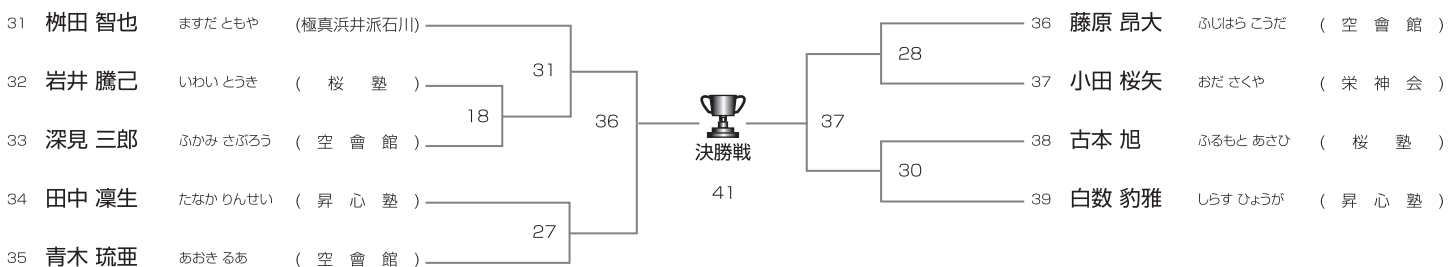 31 桝田 智也 ますだ ともや (極真浜井派石川)
32 岩井 騰己 いわい とうき ( 桜 塾 )
33 深見 三郎 ふかみ さぶろう ( 空 會 館 )
34 田中 凜生 たなか りんせい ( 昇 心 塾 )
35 青木 琉亜 あおき るあ ( 空 會 館 )
31
18
36
27
決勝戦
41
37
28
30
36 藤原 昂大 ふじはら こうだ ( 空 會 館 )
37 小田 桜矢 おだ さくや ( 栄 神 会 )
38 古本 旭 ふるもと あさひ ( 桜 塾 )
39 白数 豹雅 しらす ひょうが ( 昇 心 塾 )